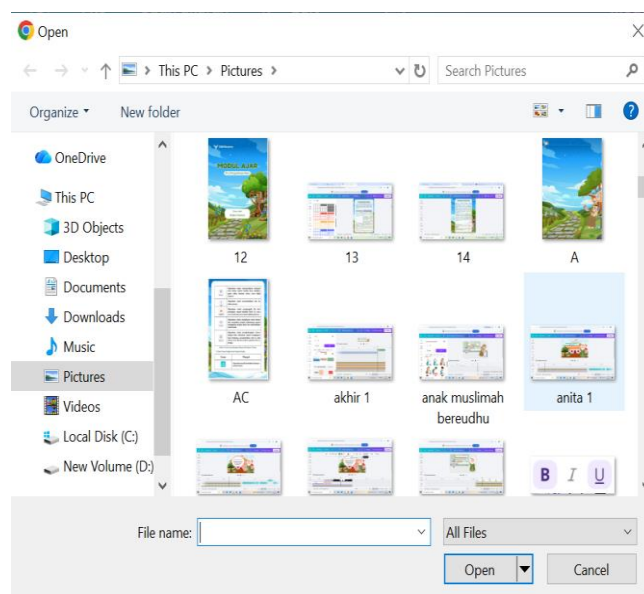 Open
This PC > Pictures >
Search Pictures
Organize
New folder
OneDrive
This PC
3D Objects
Desktop
Documents
Downloads
Music
Pictures
Videos
Local Disk (C:)
New Volume (D:)
MODUL AJAR
12
13
14
A
AC
akhir 1
anak muslimah
bereudhu
anita 1
B I U
File name:
All Files
Open
Cancel